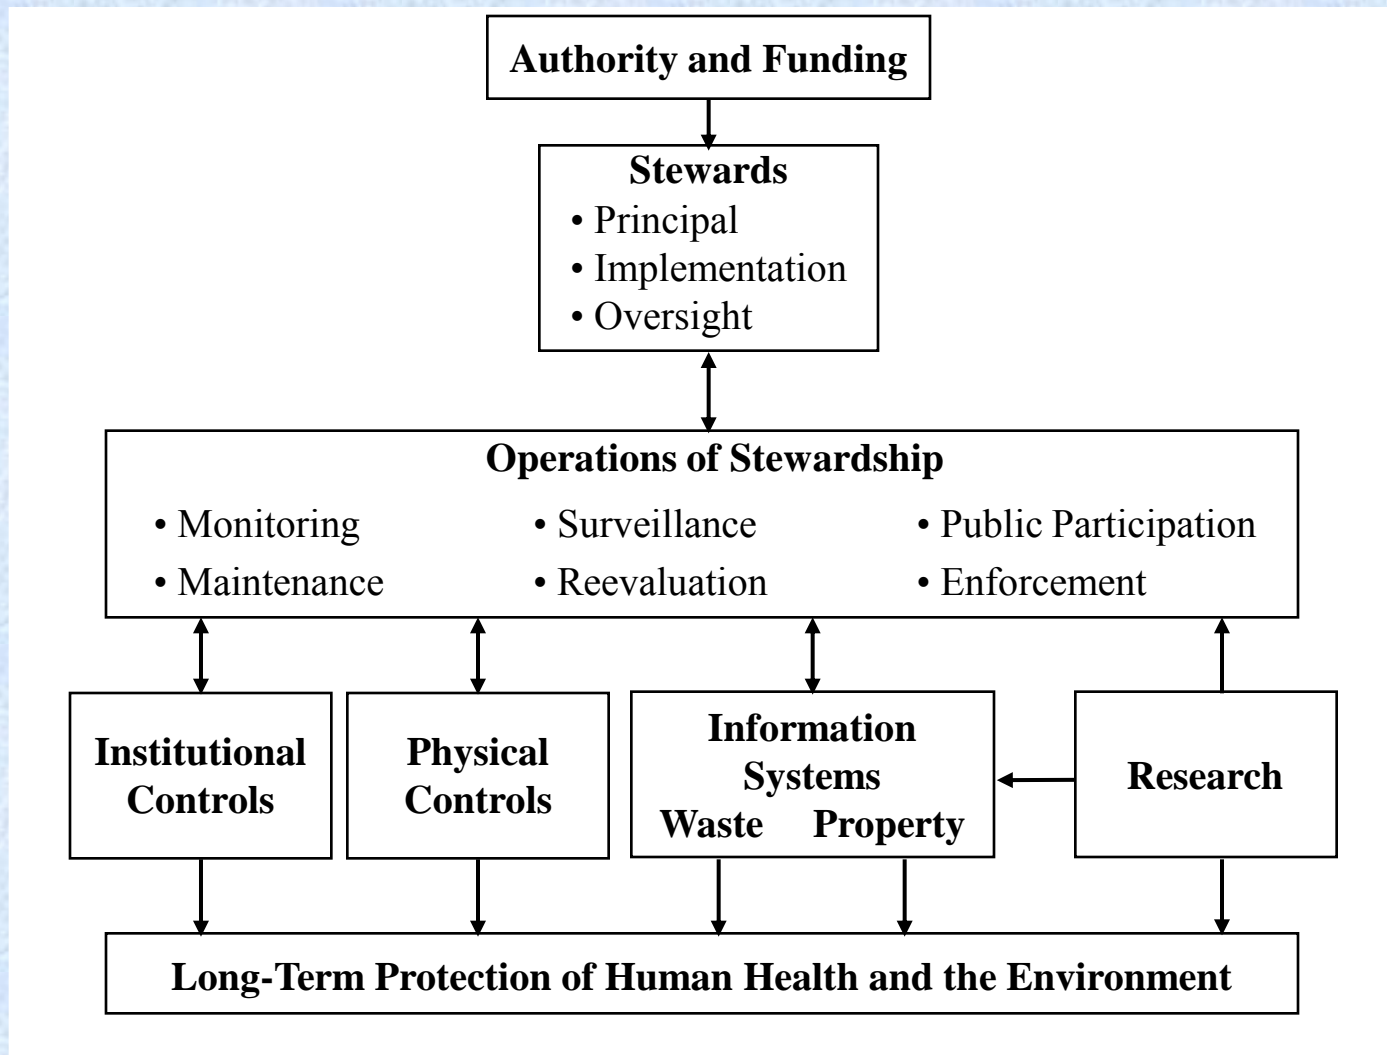 Authority and Funding
Stewards
• Principal
• Implementation
• Oversight
Operations of Stewardship
• Monitoring • Surveillance • Public Participation
• Maintenance • Reevaluation • Enforcement
Institutional
Controls
Physical
Controls
Information
Systems
Waste Property
Research
Long-Term Protection of Human Health and the Environment